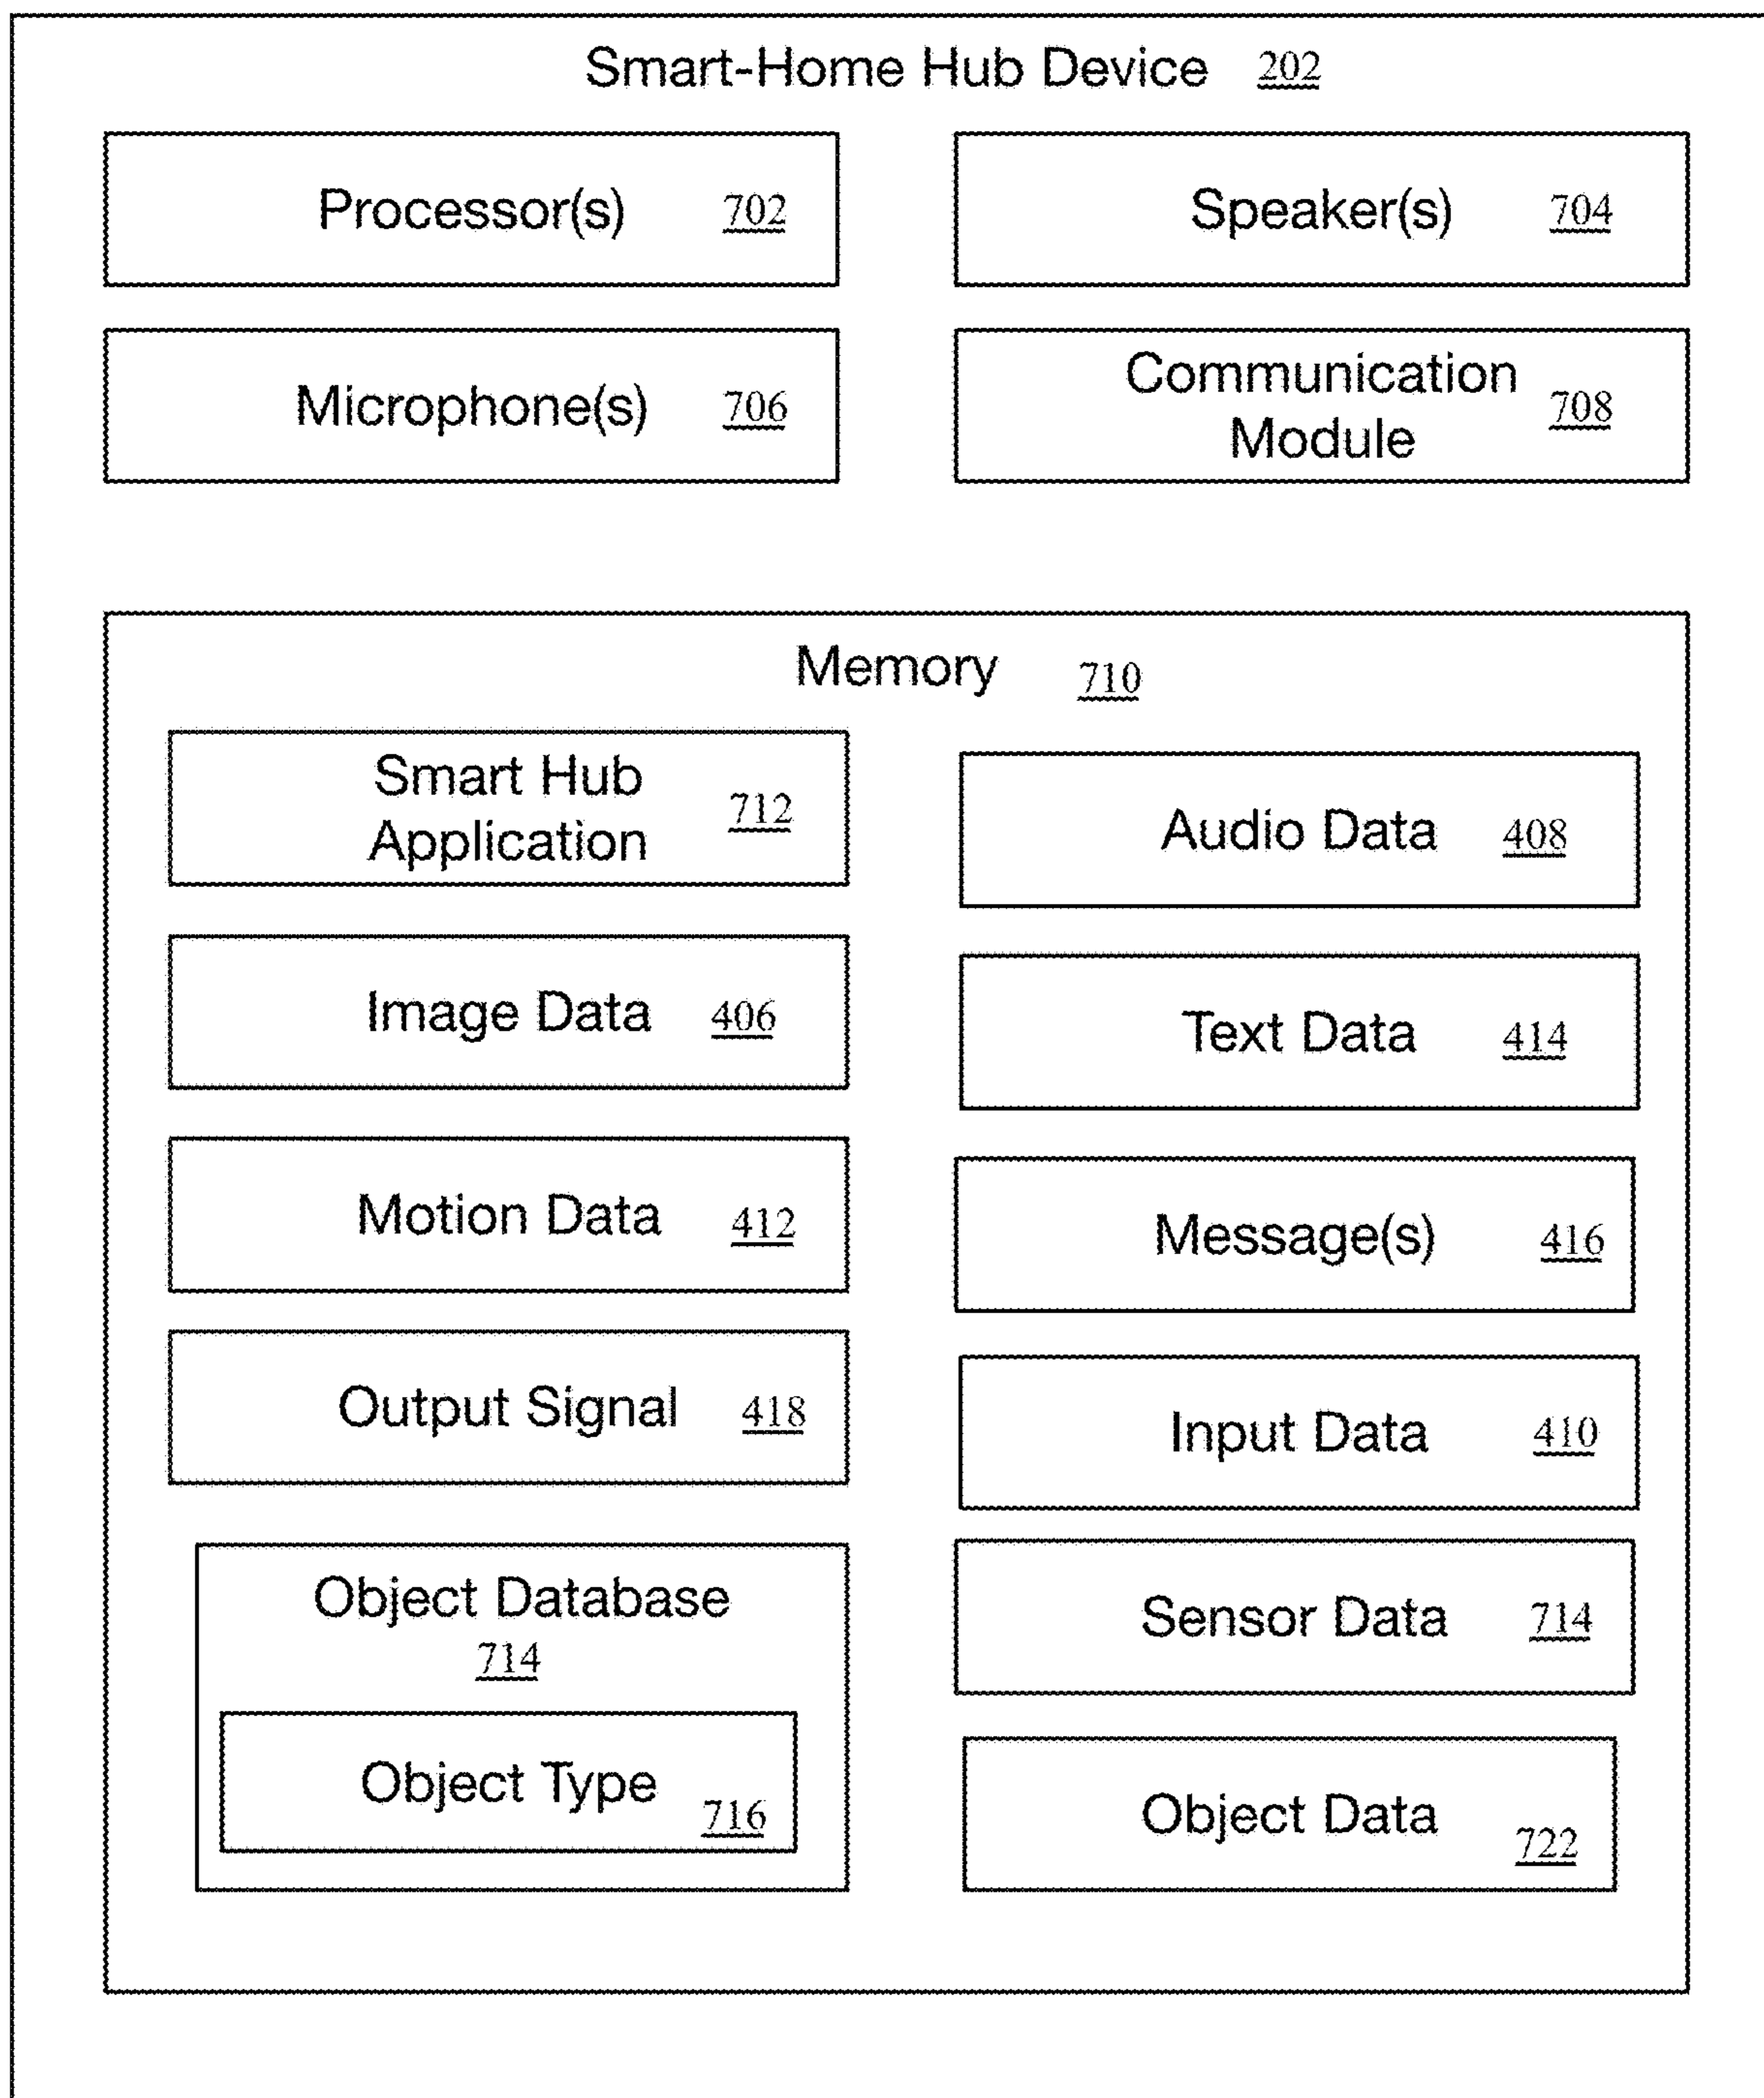 Smart-Home Hub Device 202
Processor(s) 702
Speaker(s) 704
Microphone(s) 706
Communication
Module 708
Memory 710
Smart Hub
Application 712
Audio Data 408
Image Data 406
Text Data 414
Motion Data 412
Message(s) 416
Output Signal 418
Input Data 410
Object Database
714
Sensor Data 714
Object Type 716
Object Data 722